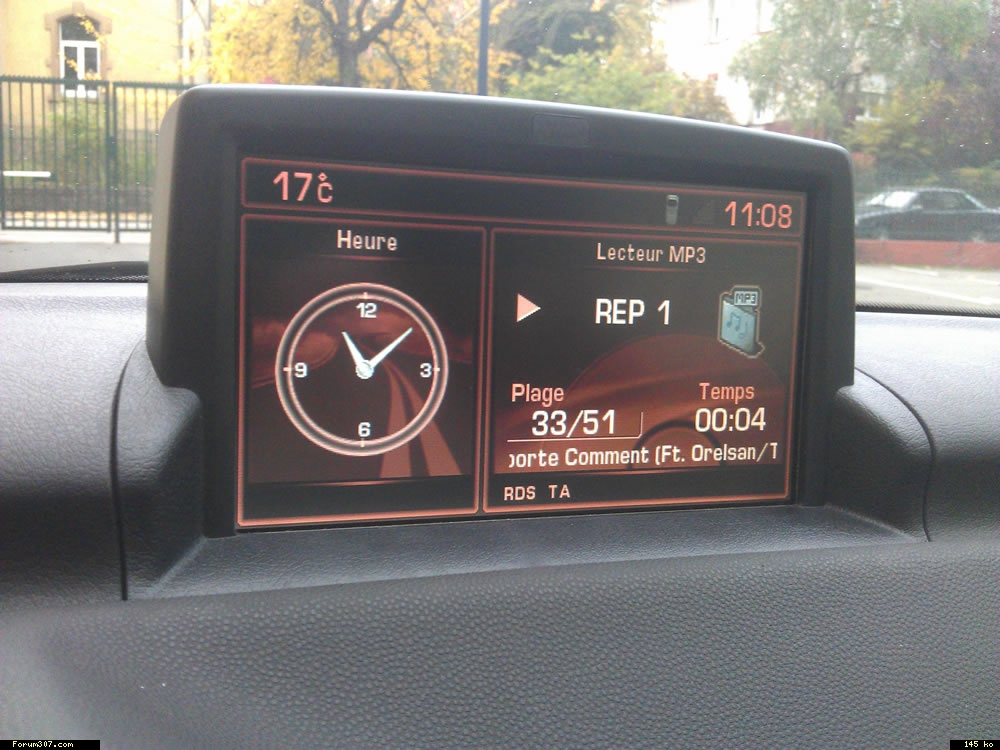 17°C
11:08
Heure
12
9
3
6
Lecteur MP3
REP 1
MP3
Plage
Temps
33/51
00:04
orte Comment (Ft. Orelsan/T
RDS TA
Forum307.com
145 ko